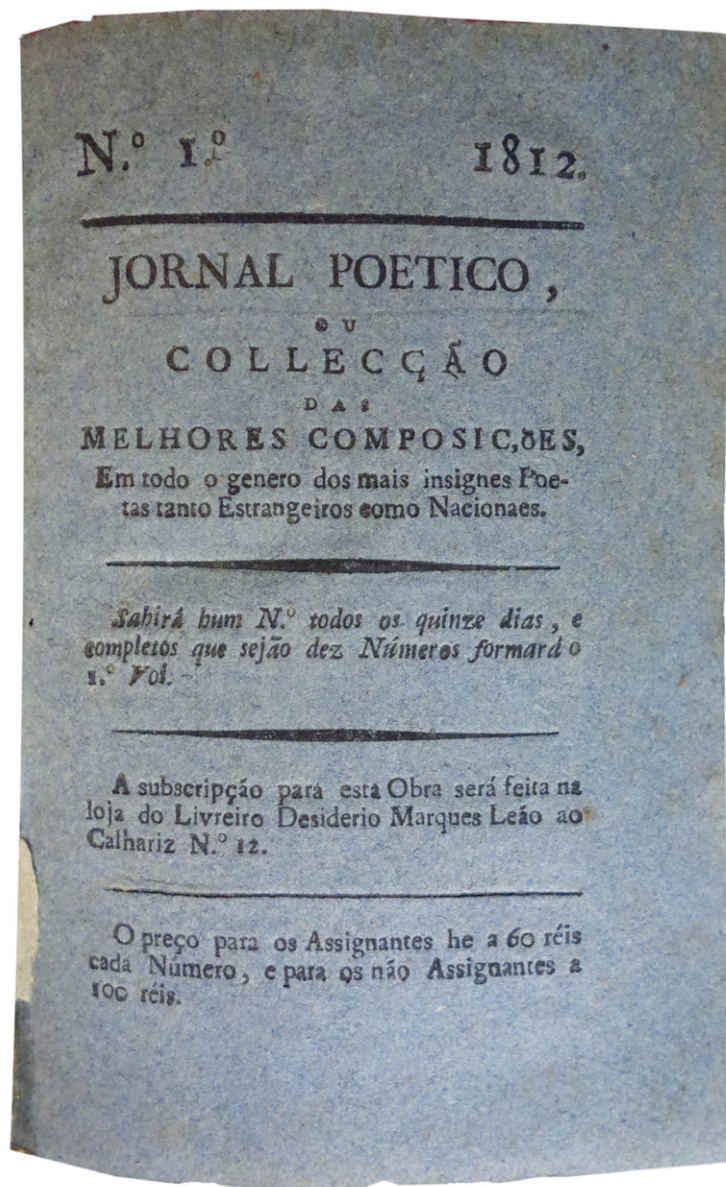 N.º 1.º 1812.
JORNAL POETICO,
OU
COLLECÇÃO
DAS
MELHORES COMPOSIC,ÕES,
Em todo o genero dos mais insignes Poe-
tas tanto Estrangeiros como Nacionaes.
Sahirá hum N.º todos os quinze dias, e
completos que sejão dez Números formará o
1.º Vol.
A subscripção para esta Obra será feita na
loja do Livreiro Desiderio Marques Leão ao
Calhariz N.º 12.
O preço para os Assignantes he a 60 réis
cada Número, e para os não Assignantes a
100 réis.